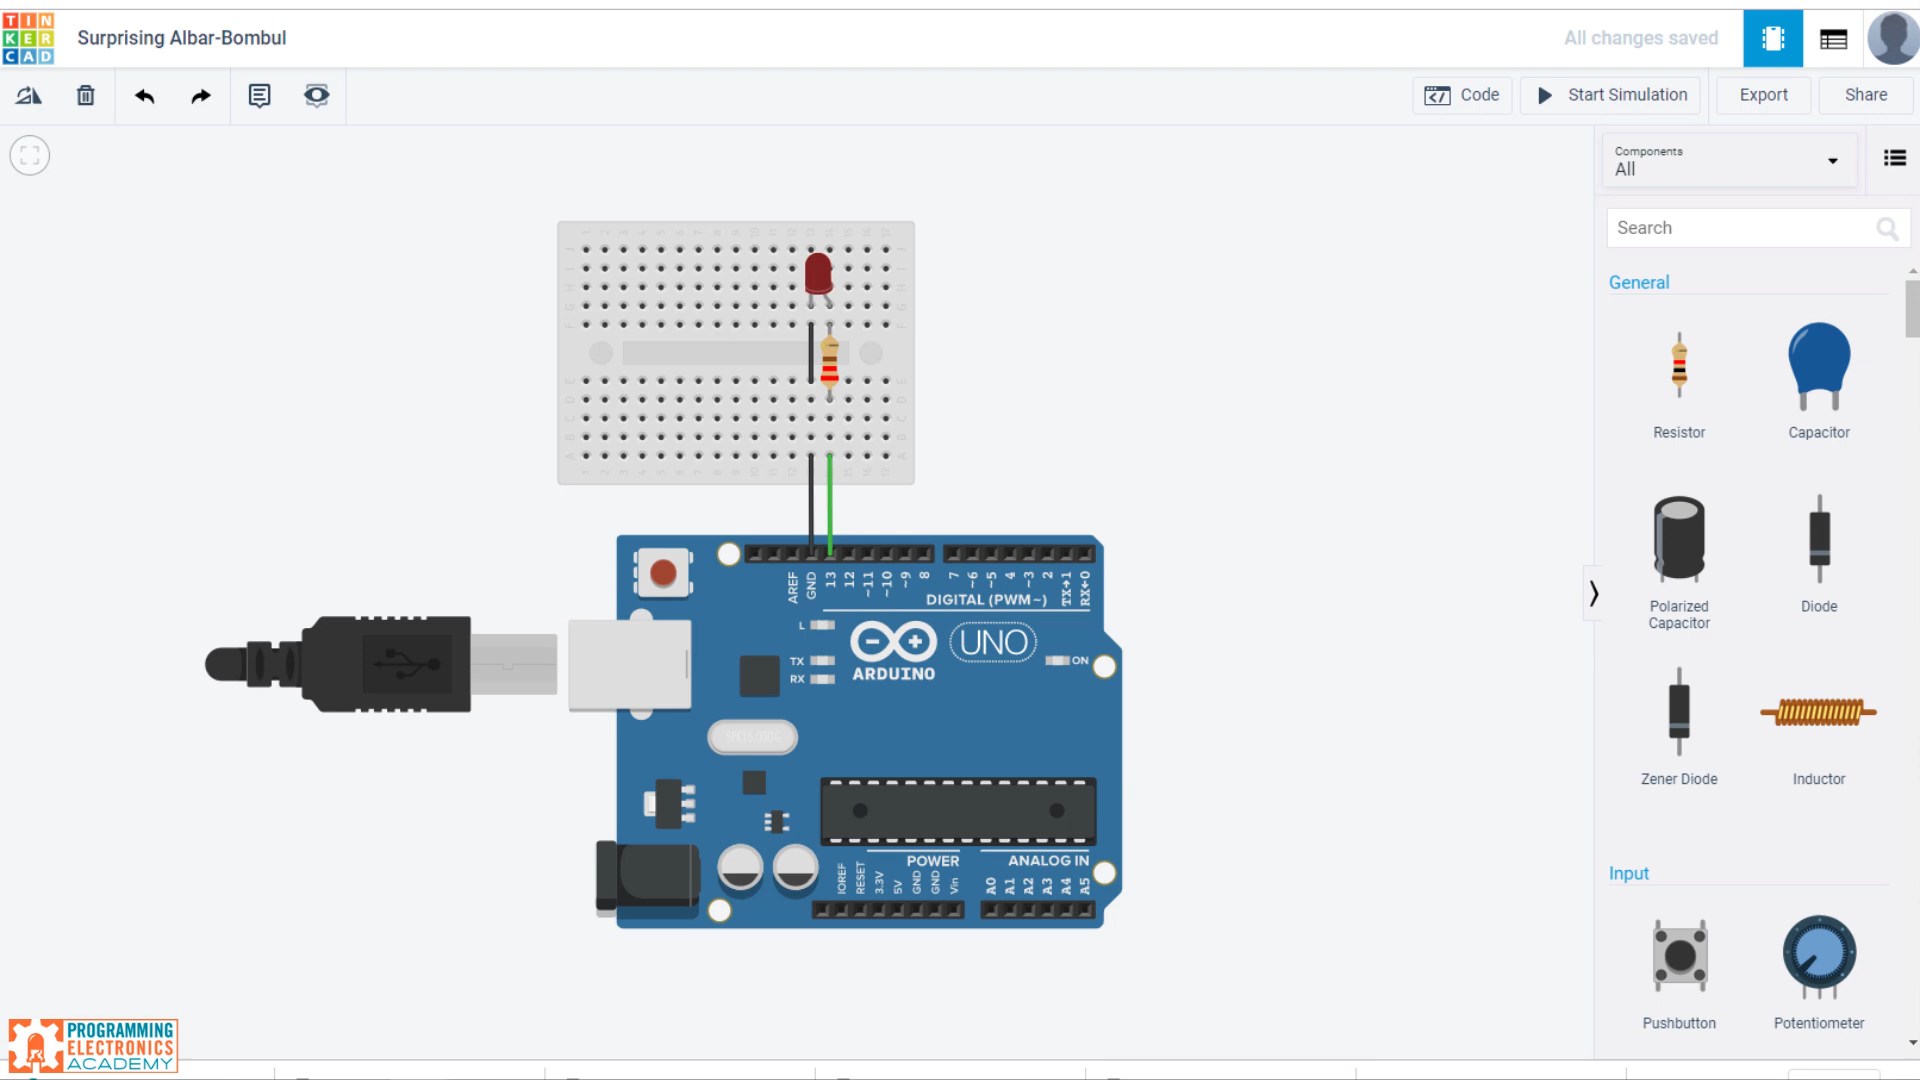 TIN
KER
CAD
Surprising Albar-Bombul
All changes saved
Code
Start Simulation
Export
Share
Components
All
Search
General
Resistor
Capacitor
Polarized
Capacitor
Diode
Zener Diode
Inductor
Input
Pushbutton
Potentiometer
AREF
GND
13
12
~11
~10
~9
8
7
~6
~5
4
~3
2
TX→1
RX←0
DIGITAL (PWM~)
L
TX
RX
UNO
ARDUINO
ON
POWER
ANALOG IN
IOREF
RESET
3.3V
5V
GND
GND
Vin
A0
A1
A2
A3
A4
A5
PROGRAMMING
ELECTRONICS
ACADEMY